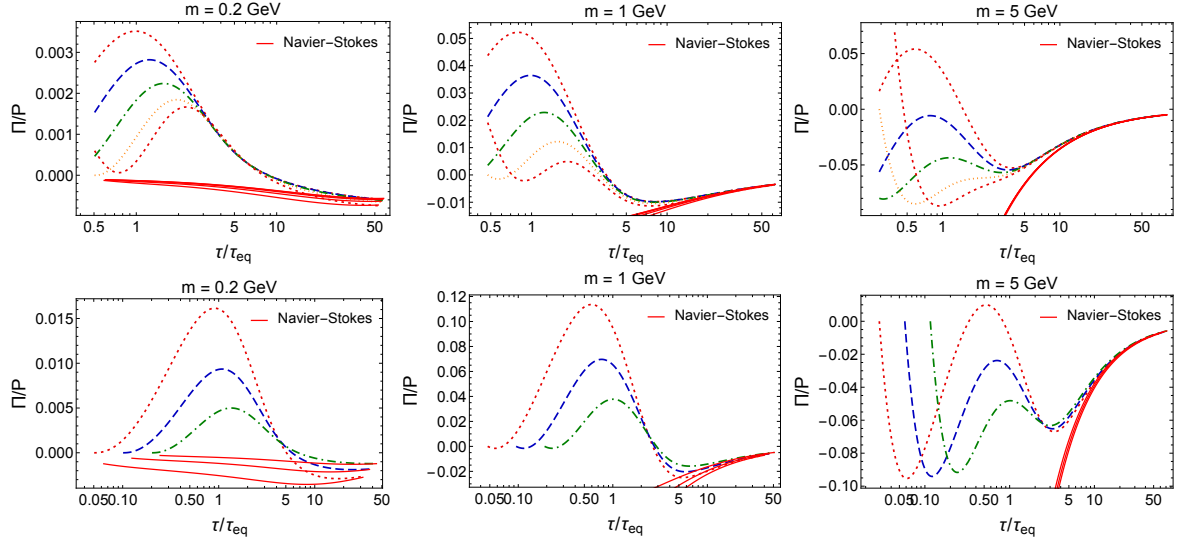 m = 0.2 GeV
Π/P
0.003
0.002
0.001
0.000
Navier-Stokes
0.5 1 5 10 50
τ/τeq
m = 1 GeV
Π/P
0.05
0.04
0.03
0.02
0.01
0.00
−0.01
Navier-Stokes
0.5 1 5 10 50
τ/τeq
m = 5 GeV
Π/P
0.05
0.00
−0.05
Navier-Stokes
0.5 1 5 10 50
τ/τeq
m = 0.2 GeV
Π/P
0.015
0.010
0.005
0.000
Navier-Stokes
0.05 0.10 0.50 1 5 10 50
τ/τeq
m = 1 GeV
Π/P
0.12
0.10
0.08
0.06
0.04
0.02
0.00
−0.02
Navier-Stokes
0.05 0.10 0.50 1 5 10 50
τ/τeq
m = 5 GeV
Π/P
0.00
−0.02
−0.04
−0.06
−0.08
−0.10
Navier-Stokes
0.05 0.10 0.50 1 5 10 50
τ/τeq